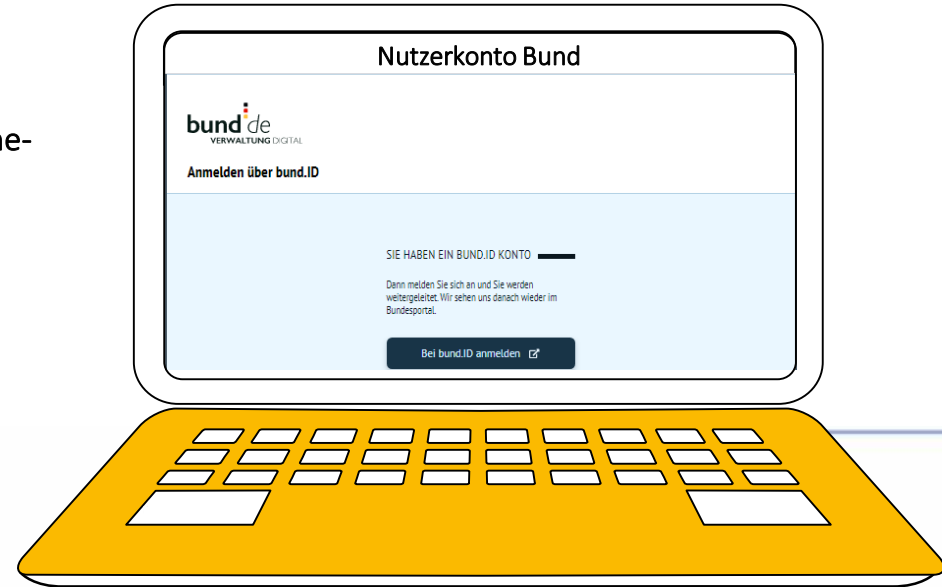 Nutzerkonto Bund
ne-
bund de
VERWALTUNG DIGITAL
Anmelden über bund.ID
SIE HABEN EIN BUND.ID KONTO
Dann melden Sie sich an und Sie werden
weitergeleitet. Wir sehen uns danach wieder im
Bundesportal.
Bei bund.ID anmelden